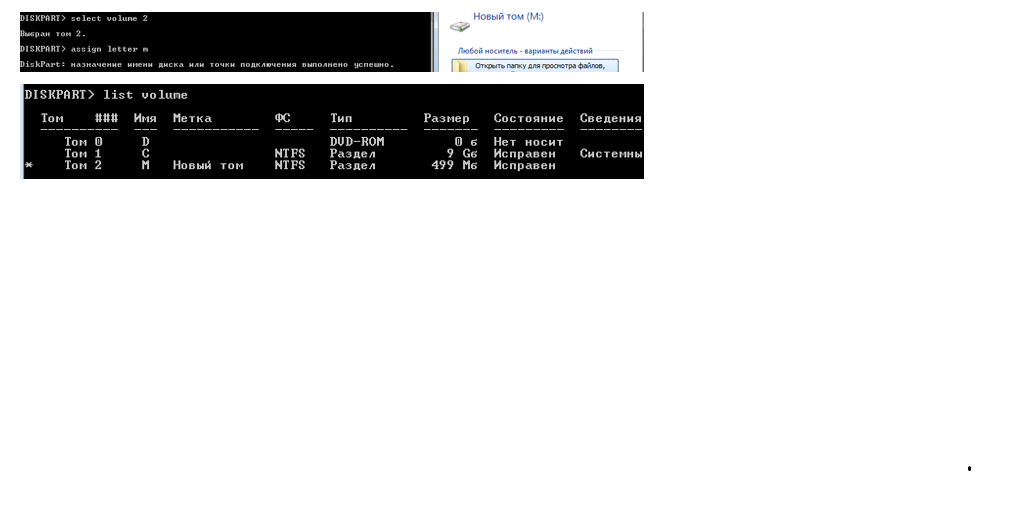 DISKPART> select volume 2
Выбран том 2.
DISKPART> assign letter m
DiskPart: назначение имени диска или точки подключения выполнено успешно.
Новый том (M:)
Любой носитель - варианты действий
Открыть папку для просмотра файлов,
DISKPART> list volume
Том ### Имя Метка ФС Тип Размер Состояние Сведения
---------- --- ----------- ----- ---------- ------- --------- --------
Том 0 D DVD-ROM 0 б Нет носит
Том 1 C NTFS Раздел 9 Gб Исправен Системны
* Том 2 M Новый том NTFS Раздел 499 Мб Исправен